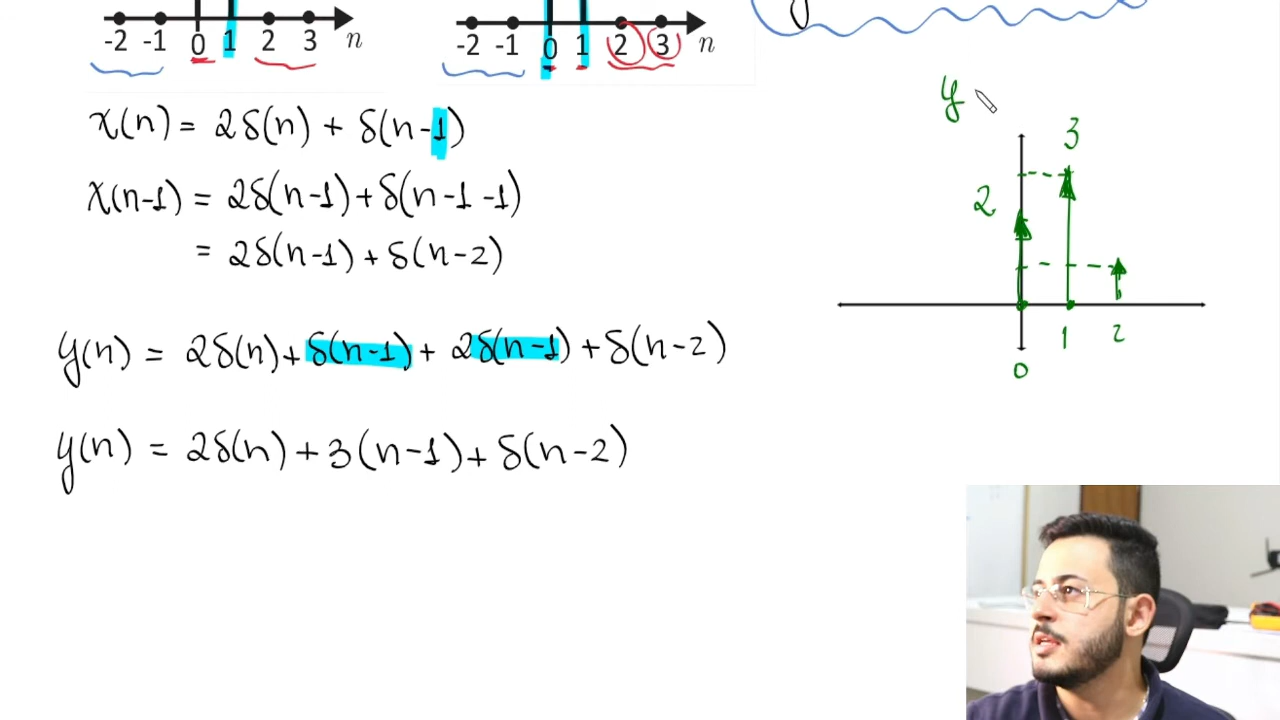 -2 -1 0 1 2 3 n
-2 -1 0 1 2 3 n
x(n) = 2δ(n) + δ(n-1)
x(n-1) = 2δ(n-1) + δ(n-1-1)
= 2δ(n-1) + δ(n-2)
y(n) = 2δ(n) + δ(n-1) + 2δ(n-1) + δ(n-2)
y(n) = 2δ(n) + 3(n-1) + δ(n-2)
y
3
2
1
2
0